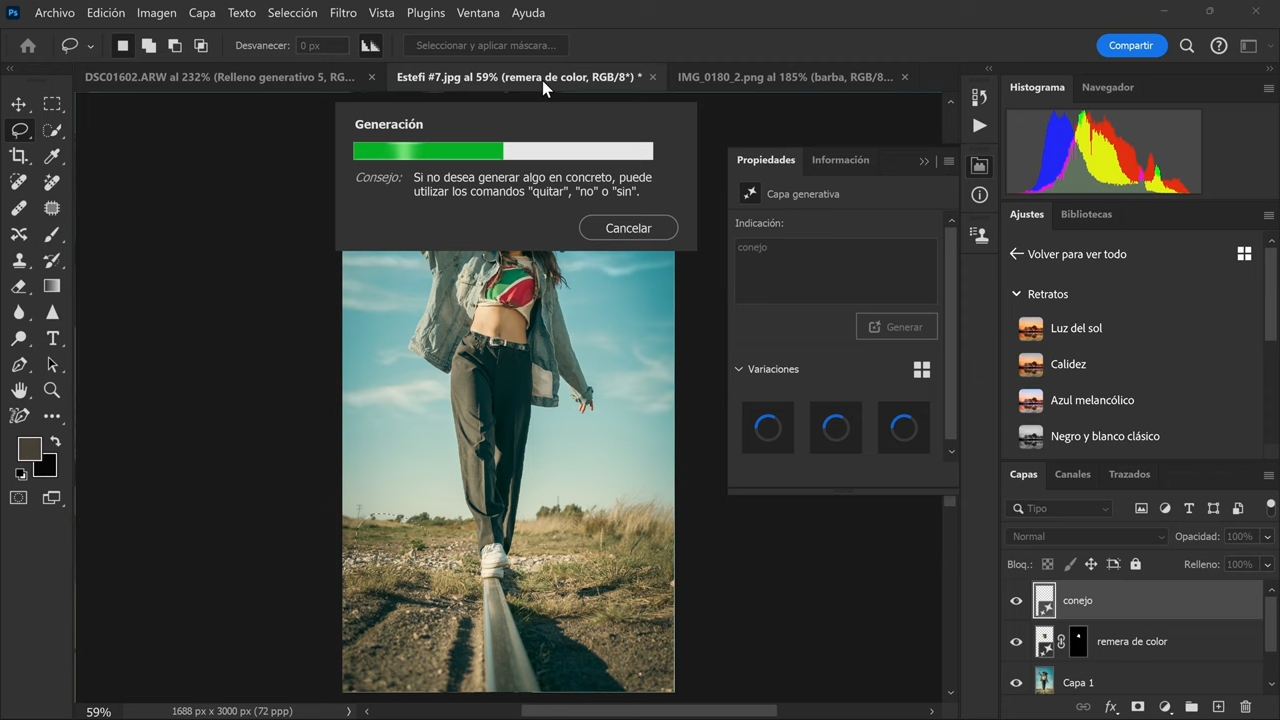 Ps Archivo Edición Imagen Capa Texto Selección Filtro Vista Plugins Ventana Ayuda
Desvanecer: 0 px Seleccionar y aplicar máscara... Compartir
DSC01602.ARW al 232% (Relleno generativo 5, RG... × Estefi #7.jpg al 59% (remera de color, RGB/8*) * × IMG_0180_2.png al 185% (barba, RGB/8... ×
Generación
Consejo: Si no desea generar algo en concreto, puede
utilizar los comandos "quitar", "no" o "sin".
Cancelar
Propiedades Información
Capa generativa
Indicación:
conejo
Generar
Variaciones
Histograma Navegador
Ajustes Bibliotecas
Volver para ver todo
Retratos
Luz del sol
Calidez
Azul melancólico
Negro y blanco clásico
Capas Canales Trazados
Tipo
Normal Opacidad: 100%
Bloq.: Relleno: 100%
conejo
remera de color
Capa 1
59% 1688 px x 3000 px (72 ppp)